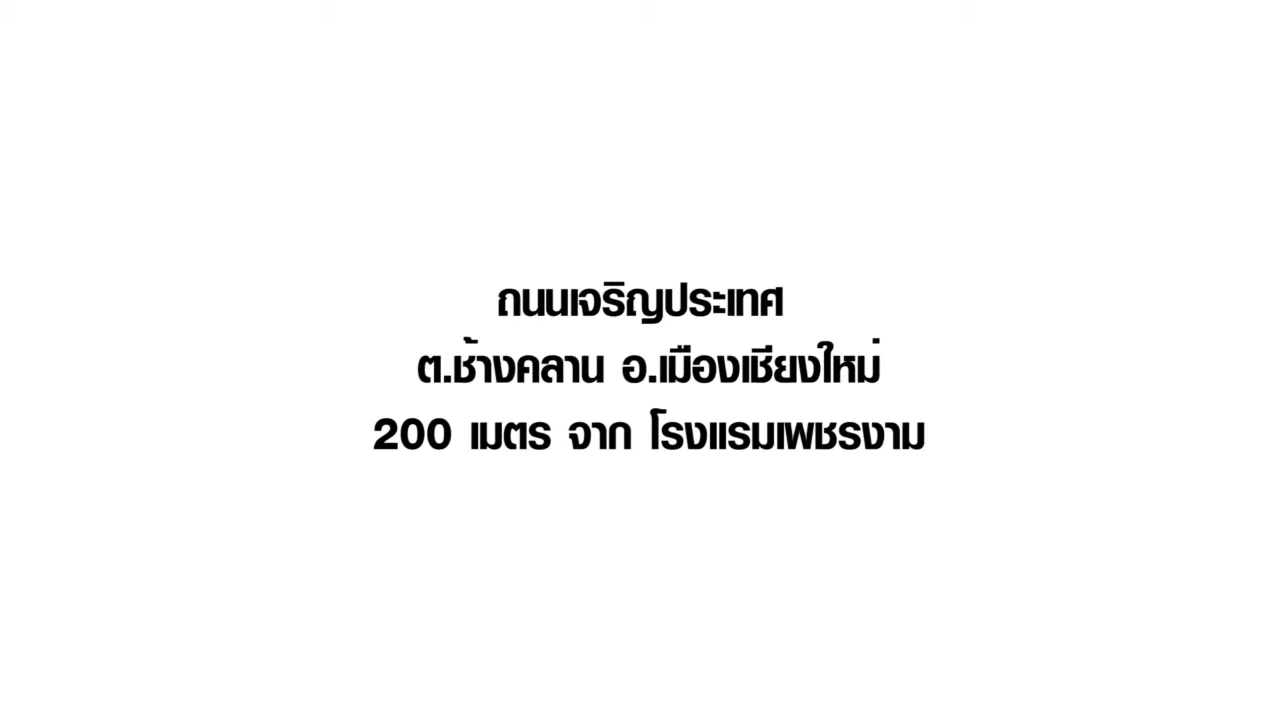 ถนนเจริญประเทศ
ต.ช้างคลาน อ.เมืองเชียงใหม่
200 เมตร จาก โรงแรมเพชรงาม